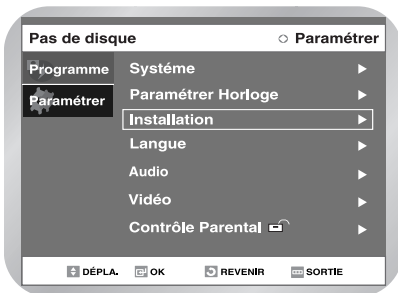 Pas de disque Paramétrer
Programme
Paramétrer
Systéme
Paramétrer Horloge
Installation
Langue
Audio
Vidéo
Contrôle Parental
DÉPLA. OK REVENIR SORTIE